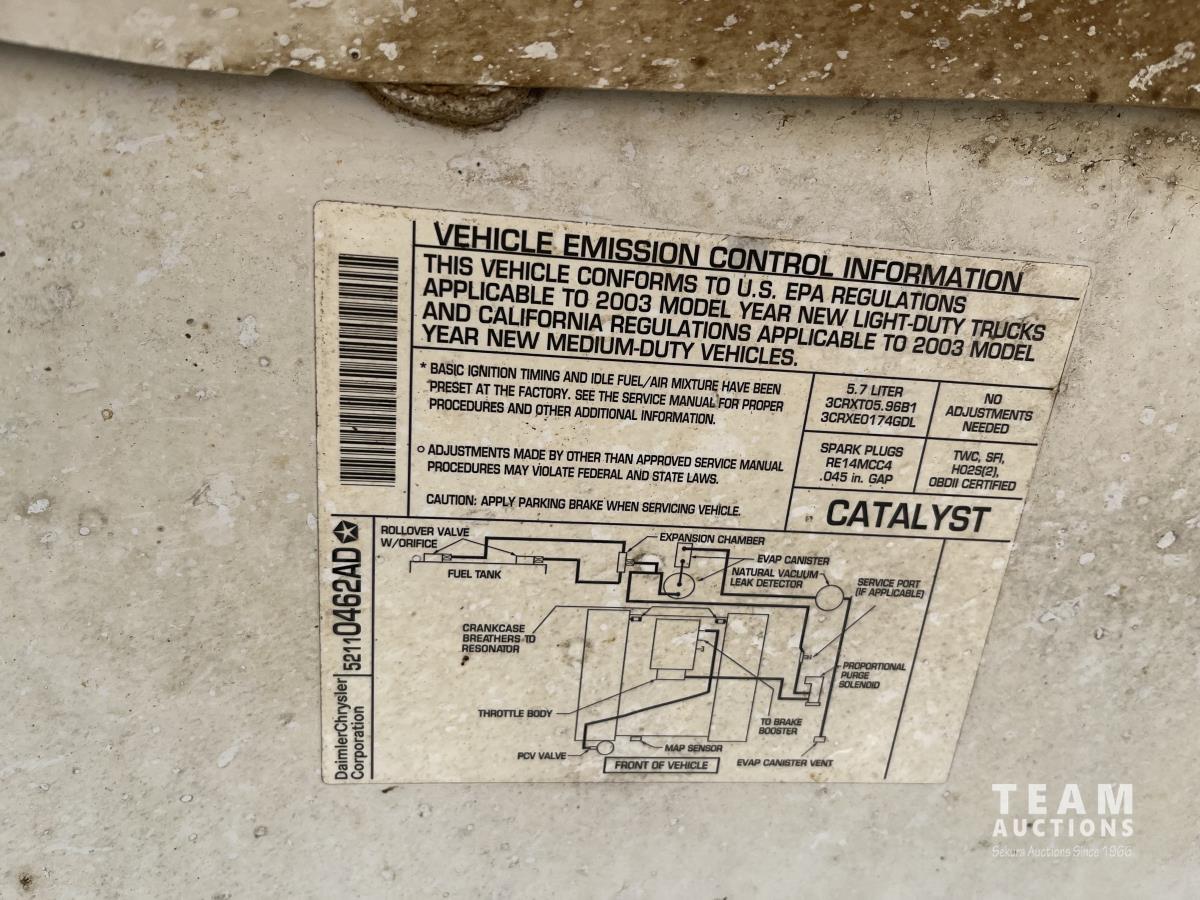 VEHICLE EMISSION CONTROL INFORMATION
THIS VEHICLE CONFORMS TO U.S. EPA REGULATIONS
APPLICABLE TO 2003 MODEL YEAR NEW LIGHT-DUTY TRUCKS
AND CALIFORNIA REGULATIONS APPLICABLE TO 2003 MODEL
YEAR NEW MEDIUM-DUTY VEHICLES.
* BASIC IGNITION TIMING AND IDLE FUEL/AIR MIXTURE HAVE BEEN
PRESET AT THE FACTORY. SEE THE SERVICE MANUAL FOR PROPER
PROCEDURES AND OTHER ADDITIONAL INFORMATION.
o ADJUSTMENTS MADE BY OTHER THAN APPROVED SERVICE MANUAL
PROCEDURES MAY VIOLATE FEDERAL AND STATE LAWS.
CAUTION: APPLY PARKING BRAKE WHEN SERVICING VEHICLE.
5.7 LITER
3CRXT05.96B1
3CRXE0174GDL
NO
ADJUSTMENTS
NEEDED
SPARK PLUGS
RE14MCC4
.045 in. GAP
TWC, SFI,
HO2S(2),
OBDII CERTIFIED
CATALYST
DaimlerChrysler
Corporation
52110462AD
ROLLOVER VALVE
W/ORIFICE
FUEL TANK
EXPANSION CHAMBER
EVAP CANISTER
NATURAL VACUUM
LEAK DETECTOR
SERVICE PORT
(IF APPLICABLE)
CRANKCASE
BREATHERS TO
RESONATOR
PROPORTIONAL
PURGE
SOLENOID
THROTTLE BODY
TO BRAKE
BOOSTER
PCV VALVE
MAP SENSOR
EVAP CANISTER VENT
FRONT OF VEHICLE
TEAM
AUCTIONS
Sekura Auctions Since 1966